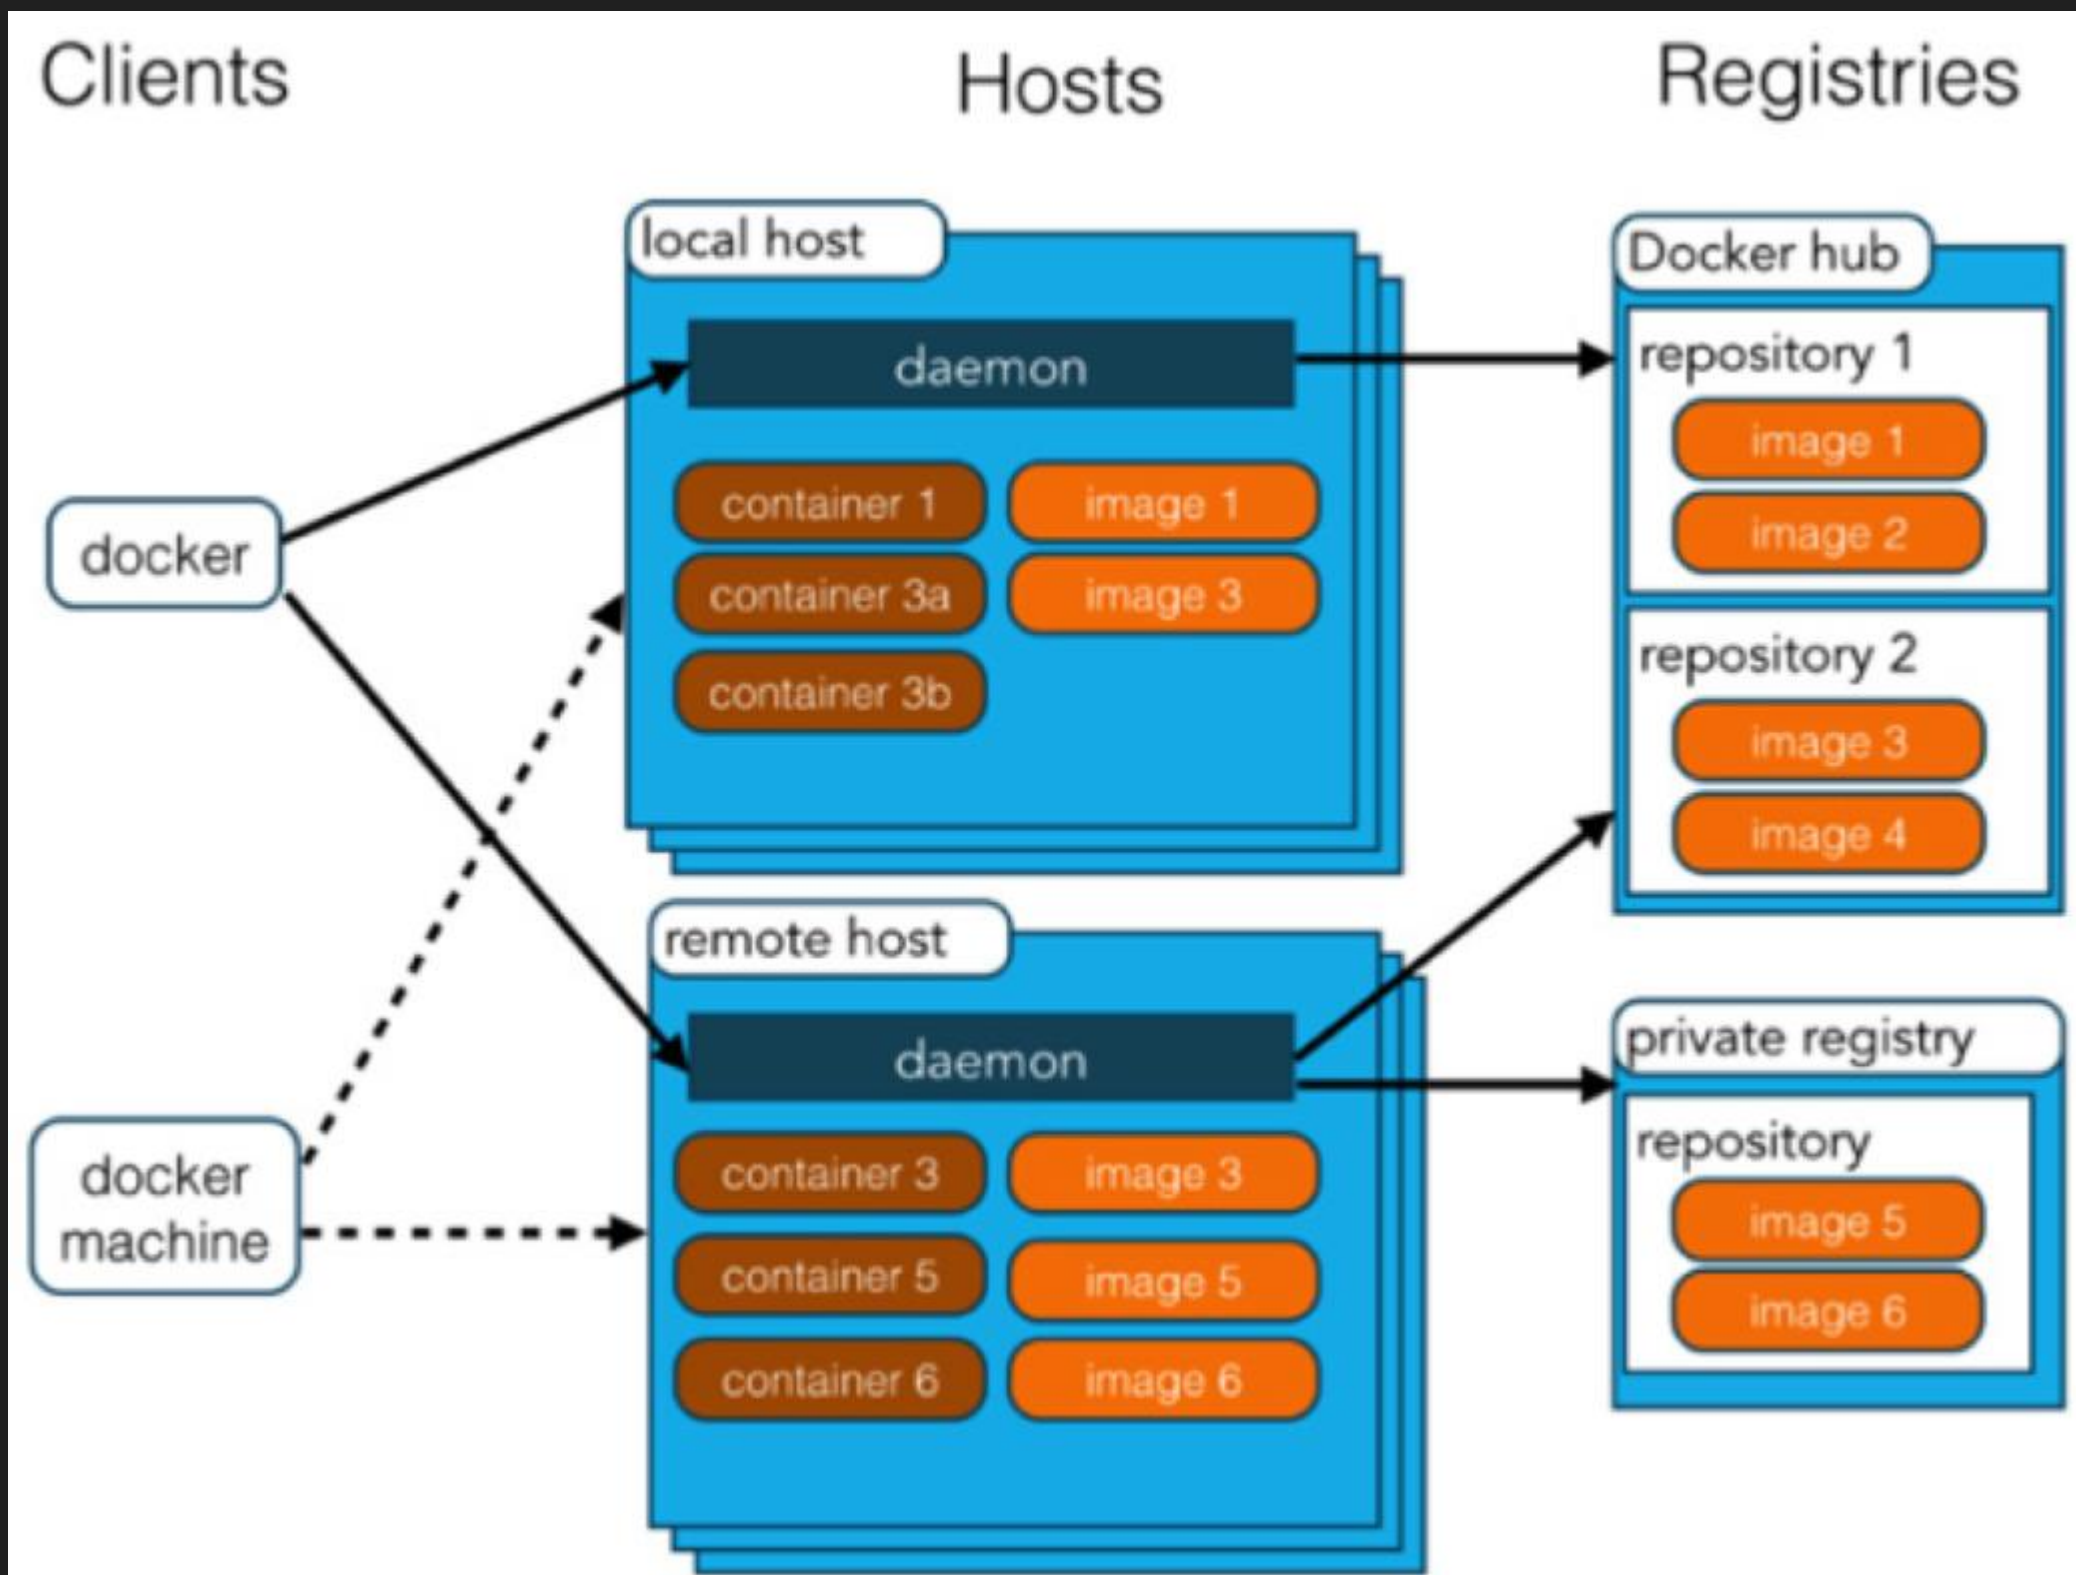 Clients
Hosts
Registries
docker
docker
machine
local host
daemon
container 1
image 1
container 3a
image 3
container 3b
remote host
daemon
container 3
image 3
container 5
image 5
container 6
image 6
Docker hub
repository 1
image 1
image 2
repository 2
image 3
image 4
private registry
repository
image 5
image 6